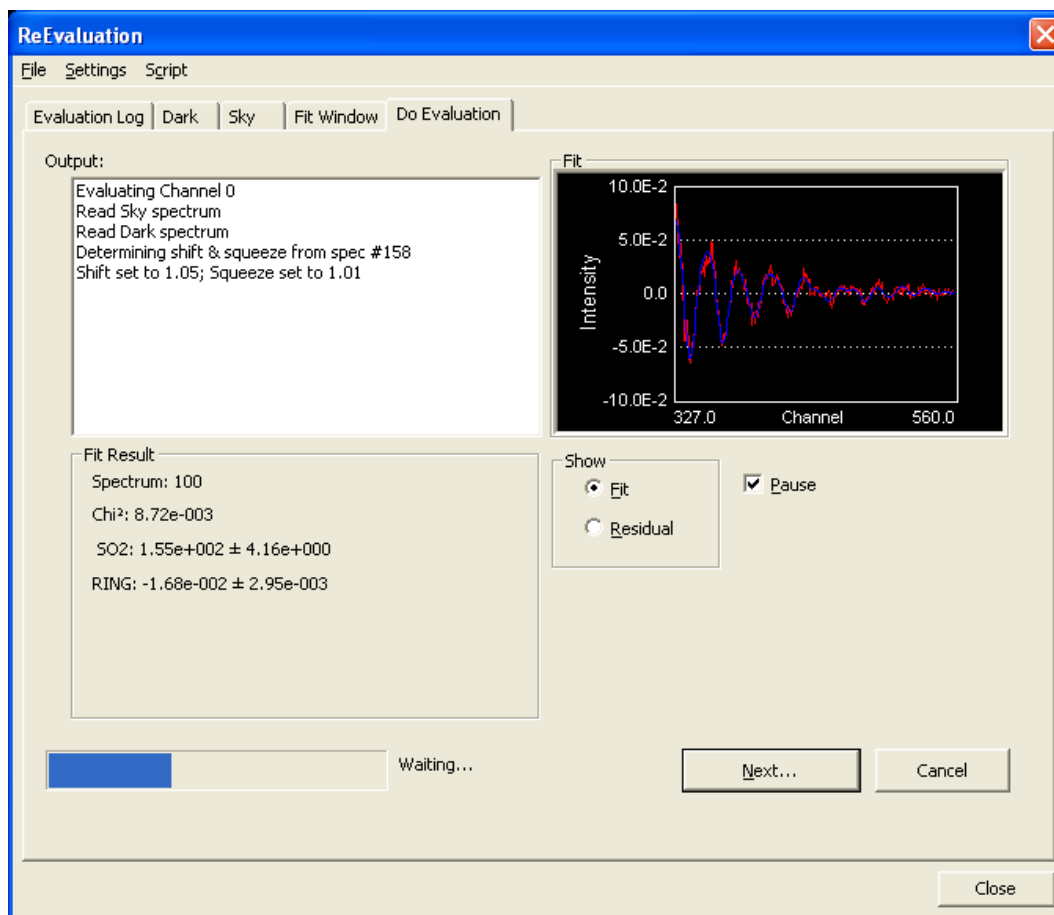 ReEvaluation
File Settings Script
Evaluation Log Dark Sky Fit Window Do Evaluation
Output:
Evaluating Channel 0
Read Sky spectrum
Read Dark spectrum
Determining shift & squeeze from spec #158
Shift set to 1.05; Squeeze set to 1.01
Fit
10.0E-2
5.0E-2
0.0
-5.0E-2
-10.0E-2
Intensity
327.0 Channel 560.0
Fit Result
Spectrum: 100
Chi²: 8.72e-003
SO2: 1.55e+002 ± 4.16e+000
RING: -1.68e-002 ± 2.95e-003
Show
Fit
Residual
Pause
Waiting...
Next...
Cancel
Close